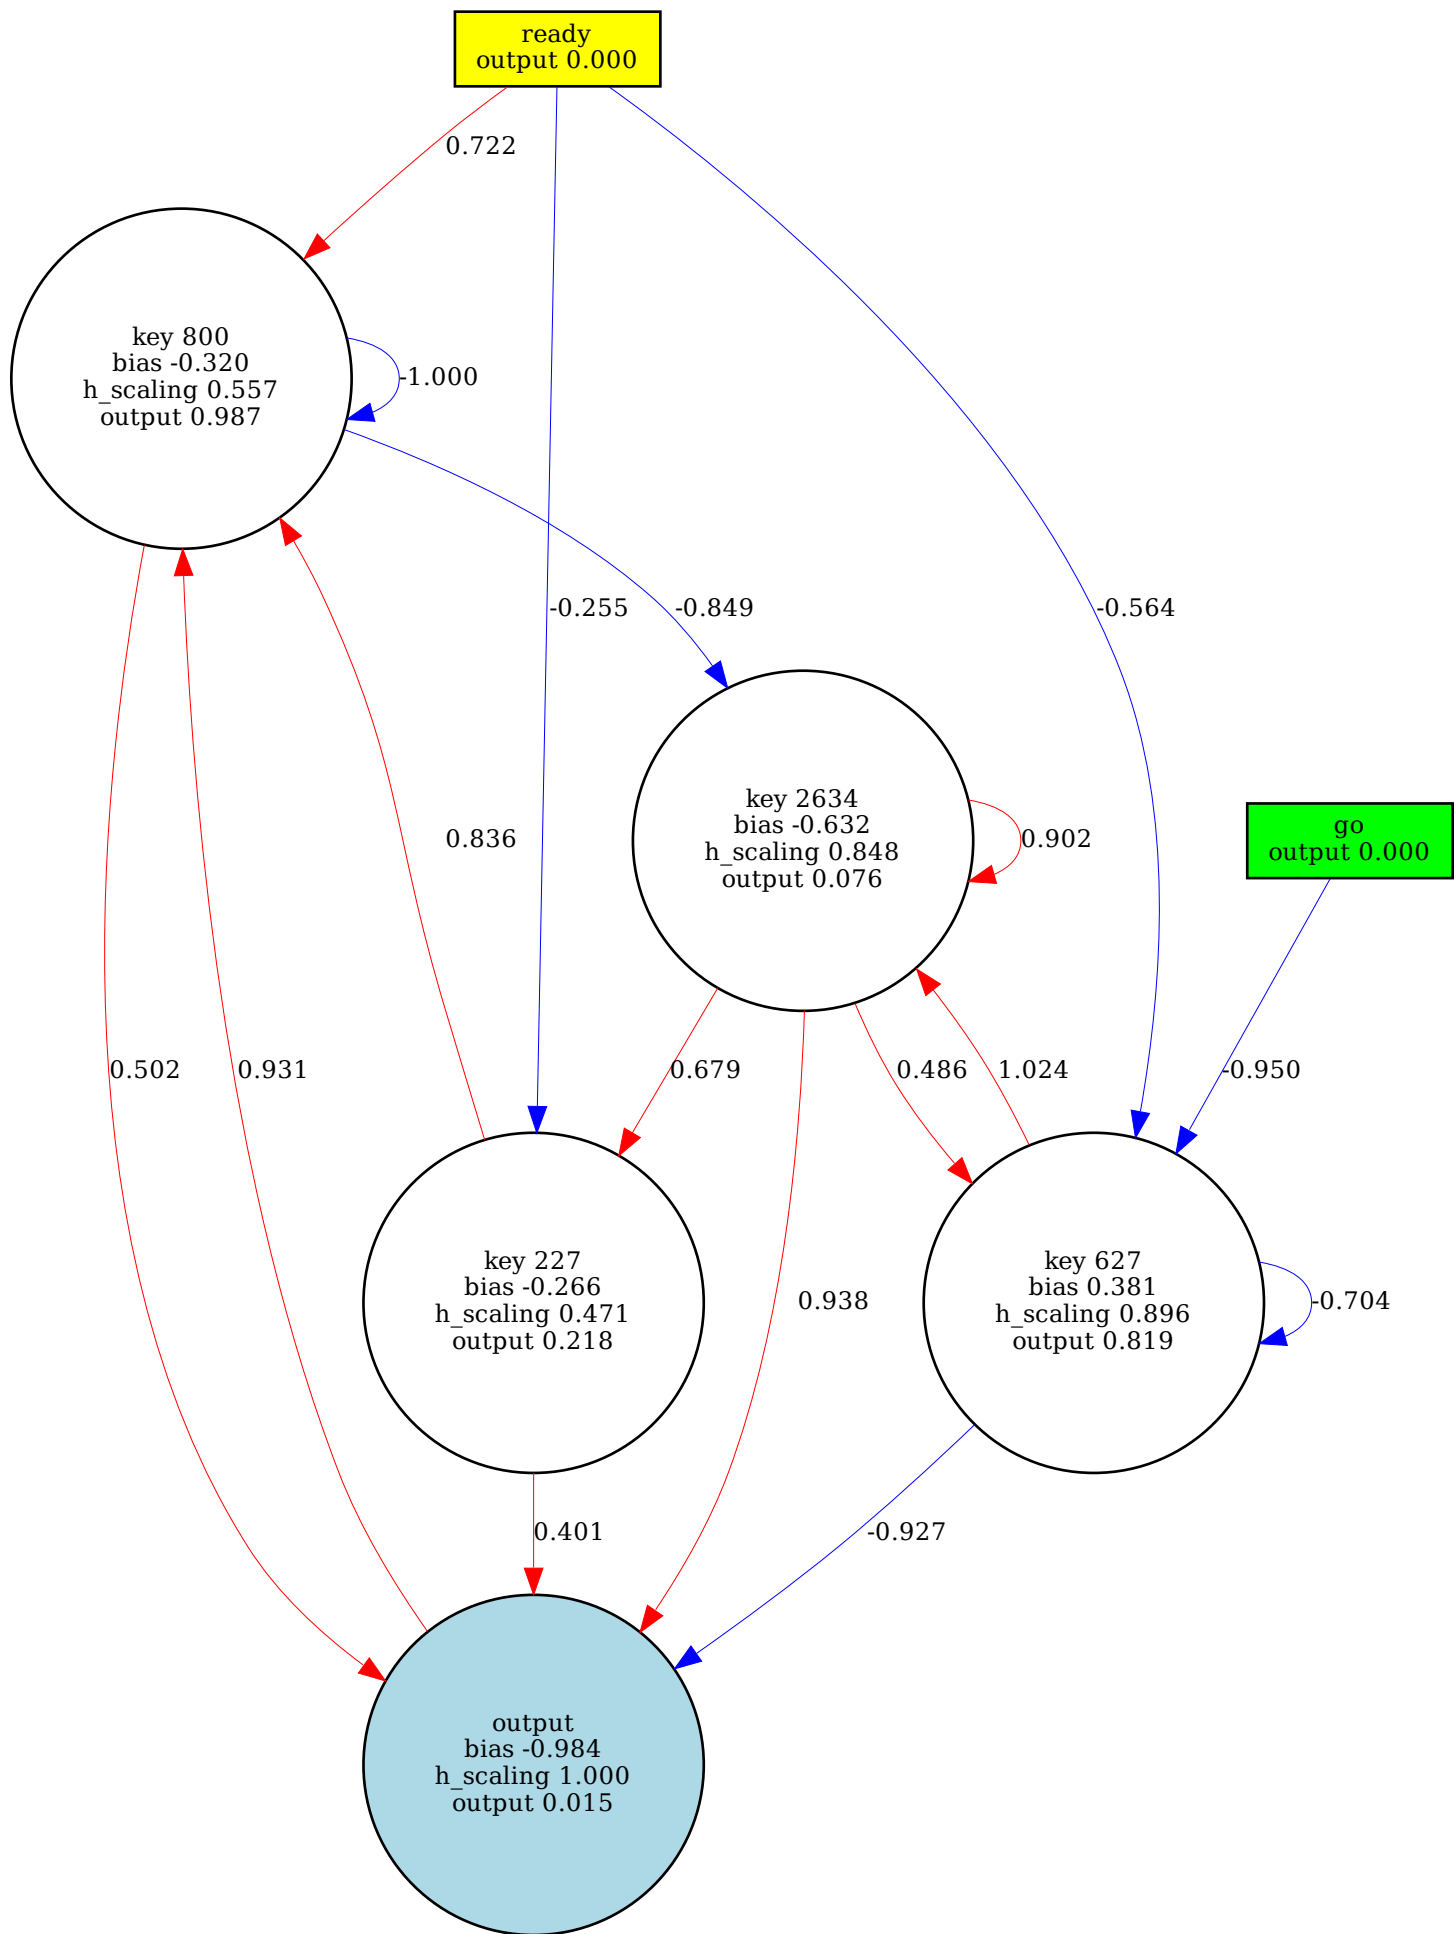 ready
output 0.000
0.722
key 800
bias -0.320
h_scaling 0.557
output 0.987
-1.000
-0.255
-0.849
-0.564
key 2634
bias -0.632
h_scaling 0.848
output 0.076
0.836
0.902
go
output 0.000
0.502
0.931
0.679
0.486
1.024
-0.950
key 227
bias -0.266
h_scaling 0.471
output 0.218
0.938
key 627
bias 0.381
h_scaling 0.896
output 0.819
-0.704
0.401
-0.927
output
bias -0.984
h_scaling 1.000
output 0.015